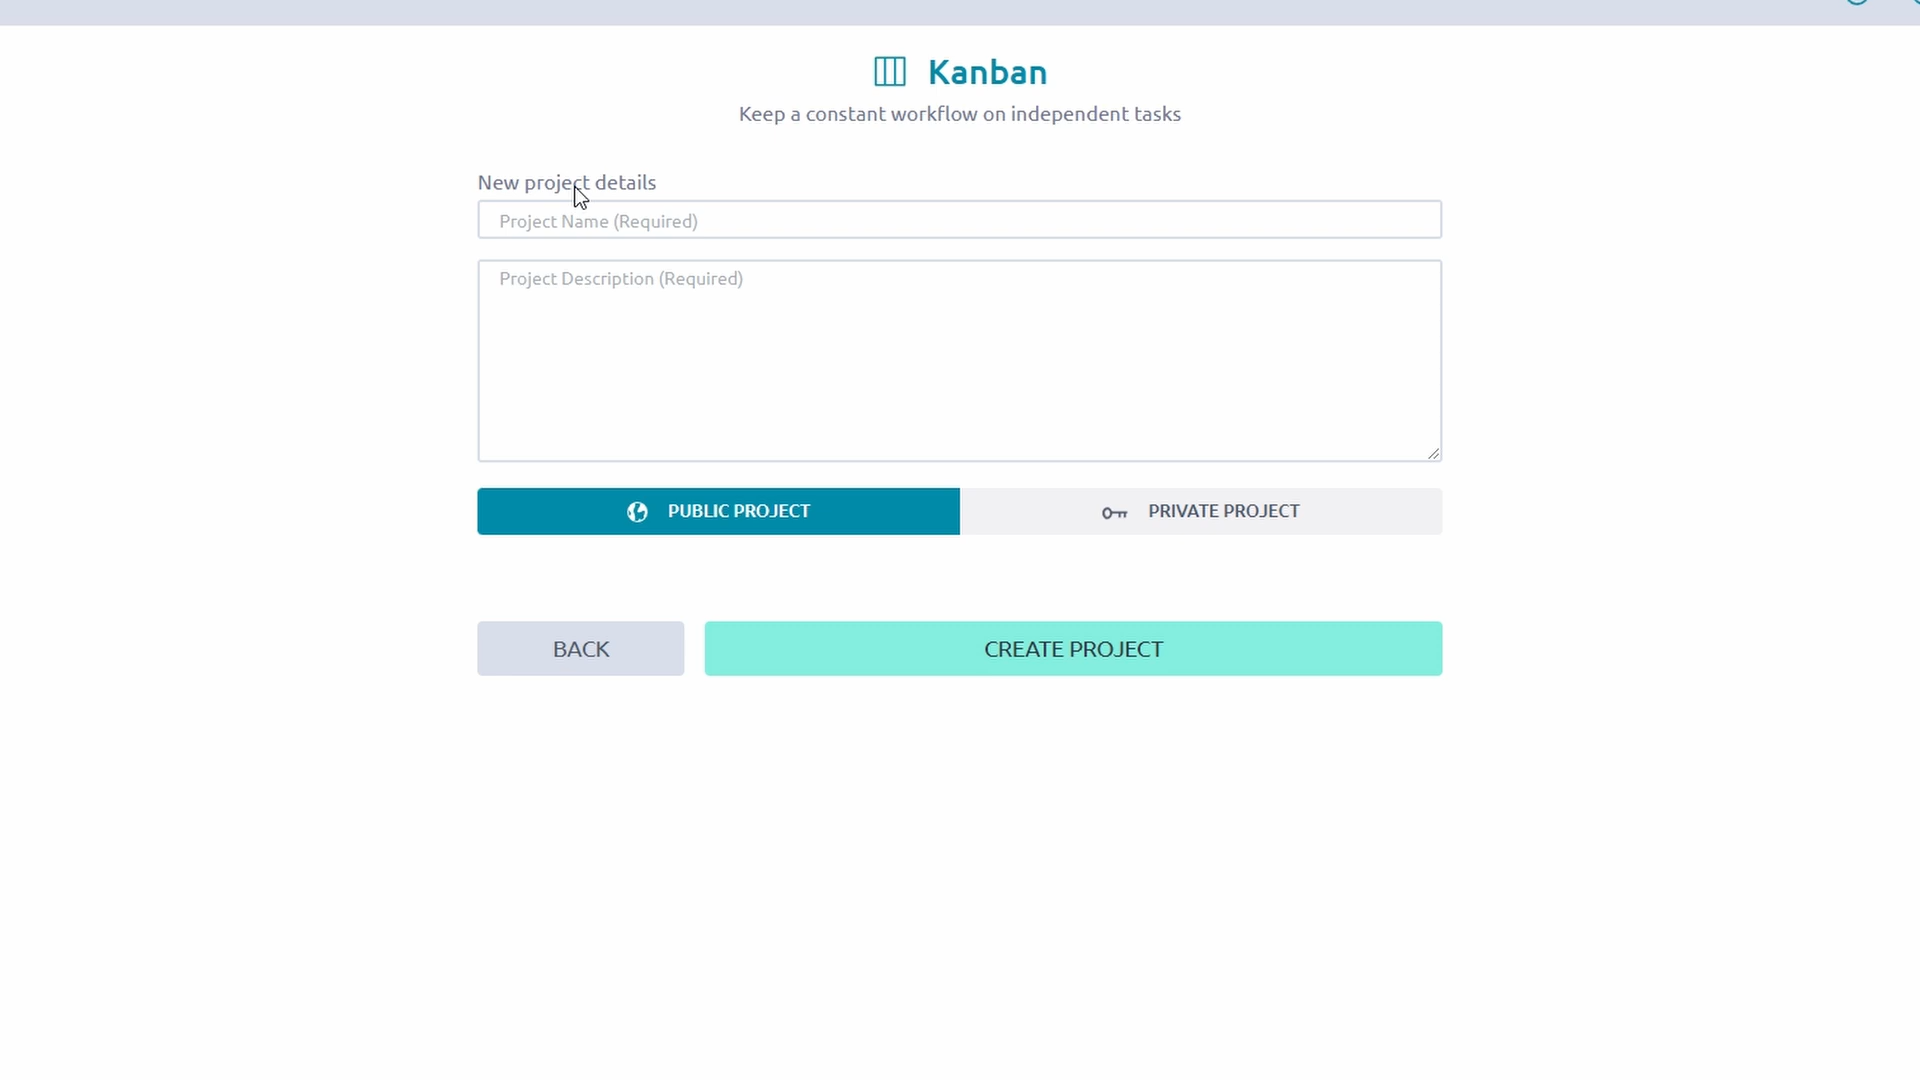 Kanban
Keep a constant workflow on independent tasks
New project details
Project Name (Required)
Project Description (Required)
PUBLIC PROJECT
PRIVATE PROJECT
BACK
CREATE PROJECT